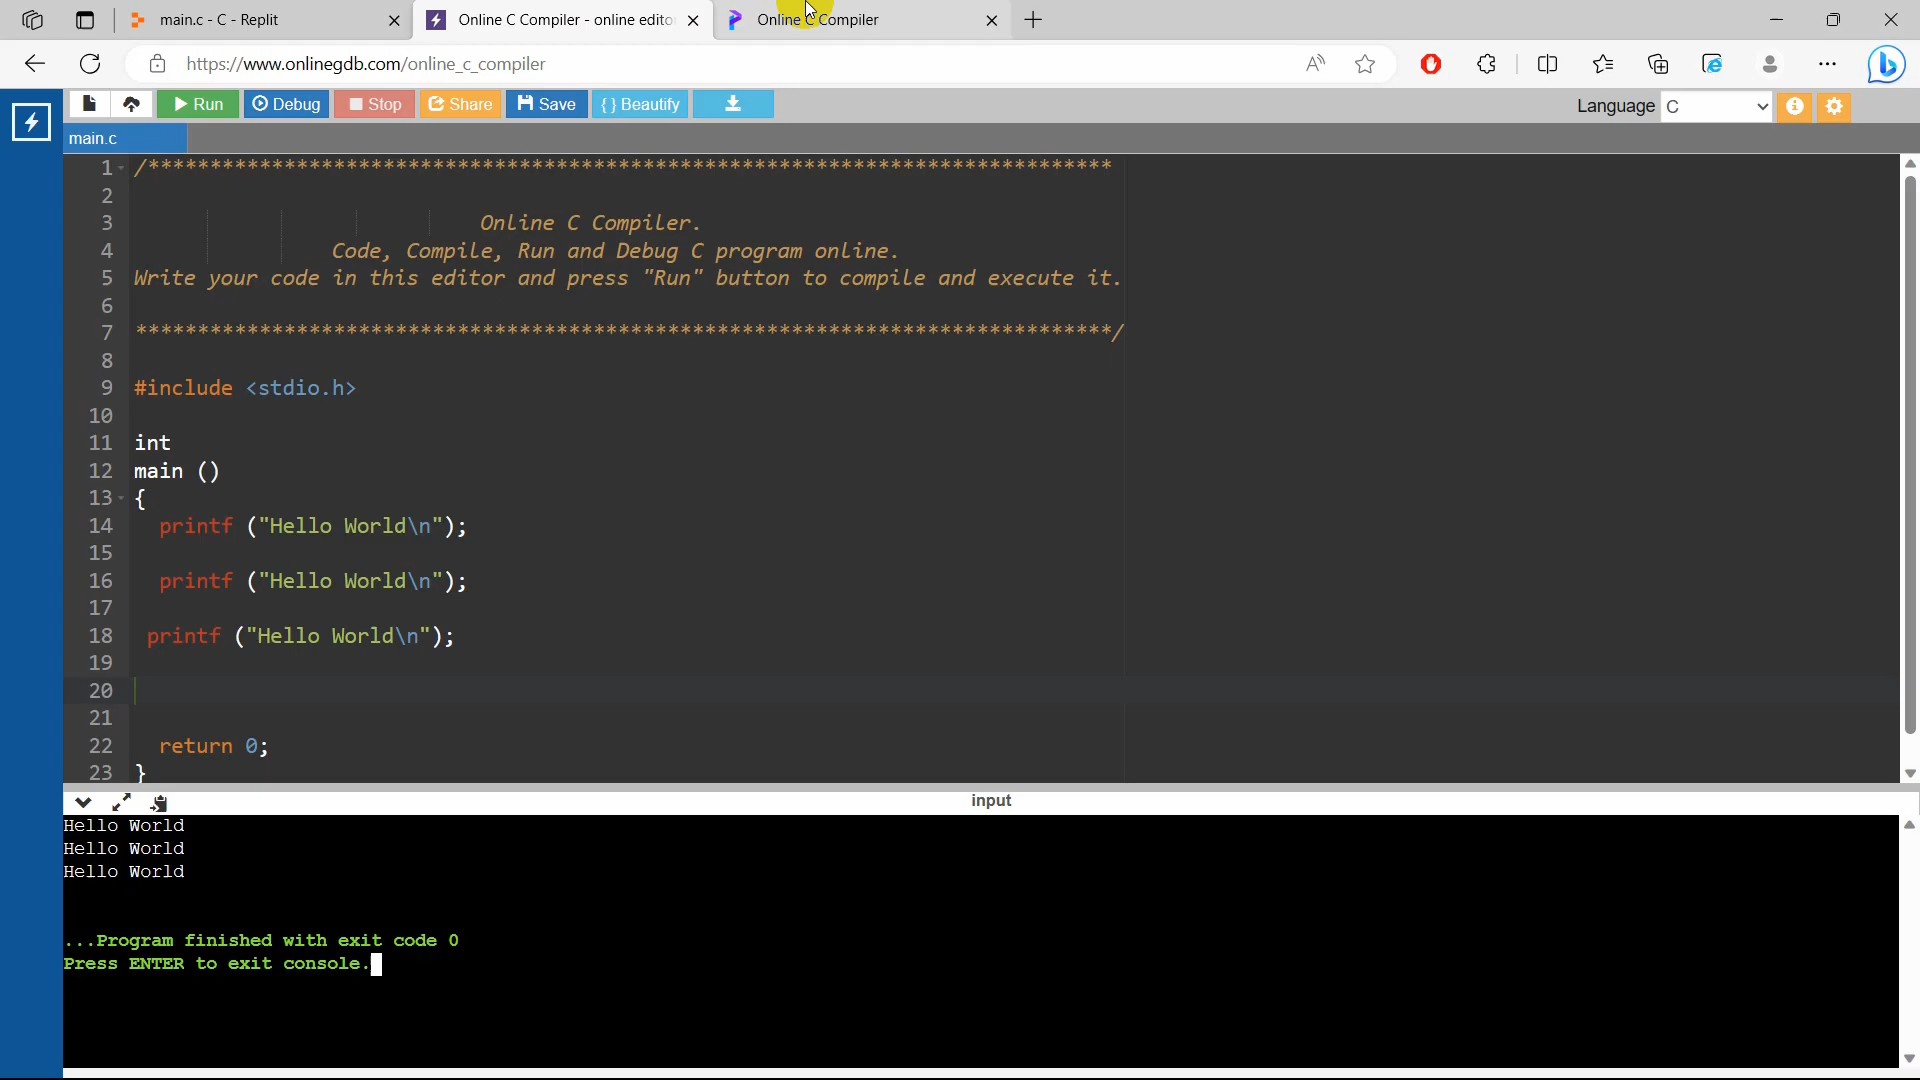 main.c - C - Replit
Online C Compiler - online edito
Online C Compiler
https://www.onlinegdb.com/online_c_compiler
Run Debug Stop Share Save {} Beautify
Language C
main.c
1 /******************************************************************************
2
3 Online C Compiler.
4 Code, Compile, Run and Debug C program online.
5 Write your code in this editor and press "Run" button to compile and execute it.
6
7 *******************************************************************************/
8
9 #include <stdio.h>
10
11 int
12 main ()
13 {
14 printf ("Hello World\n");
15
16 printf ("Hello World\n");
17
18 printf ("Hello World\n");
19
20
21
22 return 0;
23 }
input
Hello World
Hello World
Hello World
...Program finished with exit code 0
Press ENTER to exit console.